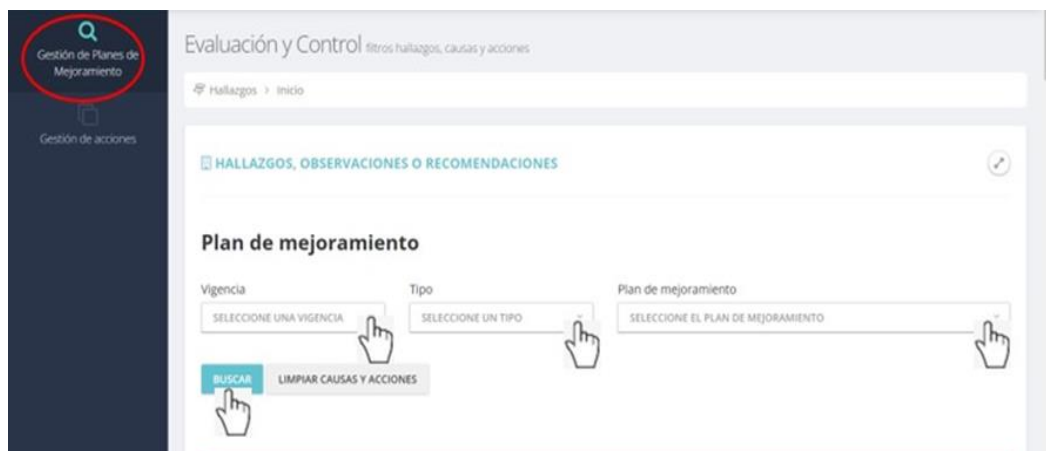 Gestión de Planes de
Mejoramiento
Gestión de acciones
Evaluación y Control filtros hallazgos, causas y acciones
Hallazgos > Inicio
HALLAZGOS, OBSERVACIONES O RECOMENDACIONES
Plan de mejoramiento
Vigencia Tipo Plan de mejoramiento
SELECCIONE UNA VIGENCIA SELECCIONE UN TIPO SELECCIONE EL PLAN DE MEJORAMIENTO
BUSCAR LIMPIAR CAUSAS Y ACCIONES